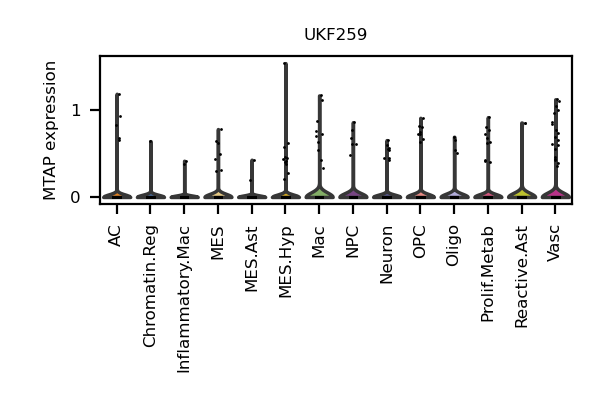 UKF259
MTAP expression
1
0
AC
Chromatin.Reg
Inflammatory.Mac
MES
MES.Ast
MES.Hyp
Mac
NPC
Neuron
OPC
Oligo
Prolif.Metab
Reactive.Ast
Vasc